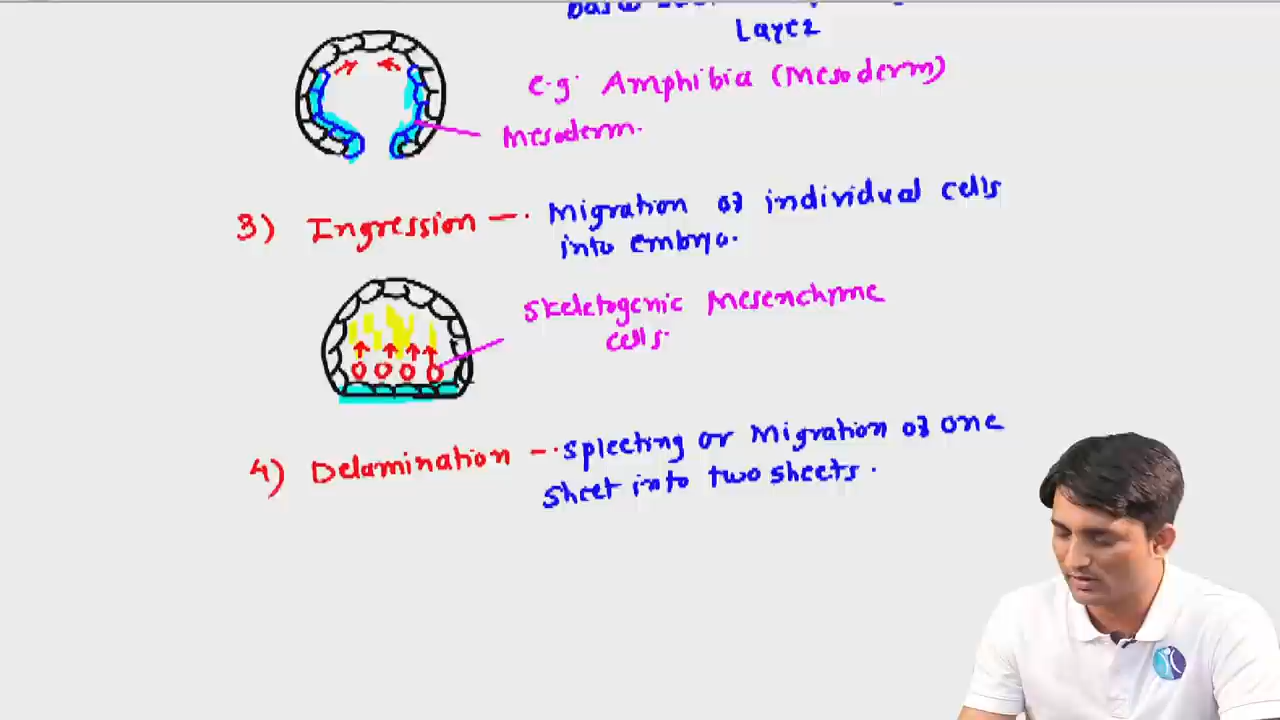 Layer
e.g. Amphibia (Mesoderm)
Mesoderm.
3) Ingression - Migration of individual cells
into embryo.
Skeletogenic Mesenchyme
cells.
4) Delamination - Splecting or Migration of one
Sheet into two sheets.